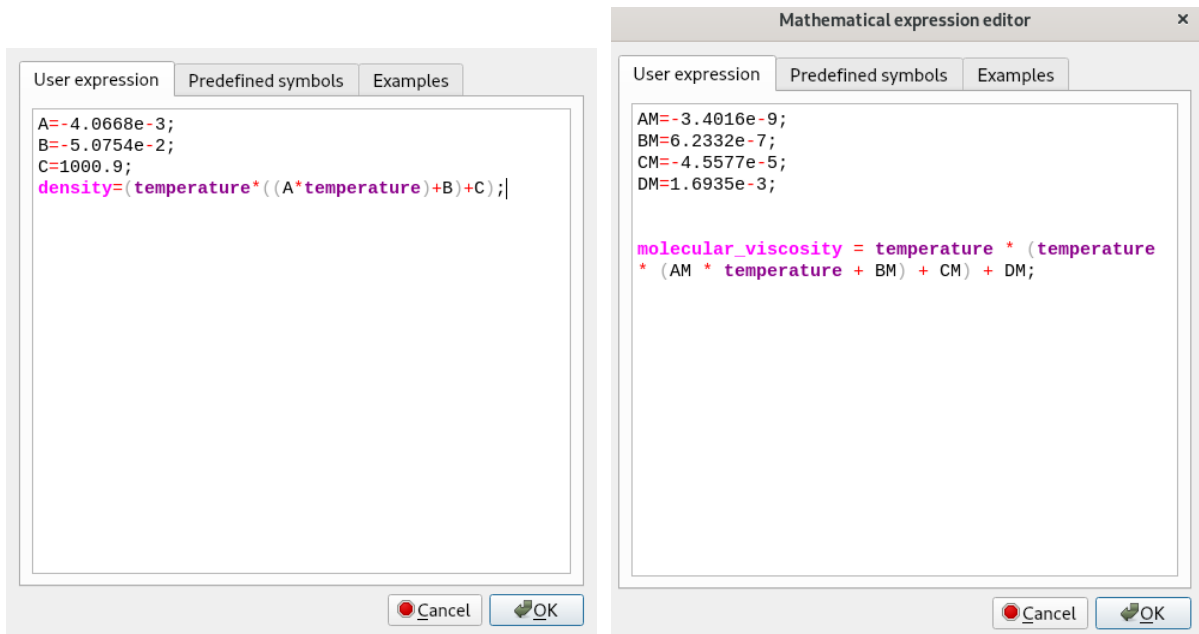 User expression
Predefined symbols
Examples
A=-4.0668e-3;
B=-5.0754e-2;
C=1000.9;
density=(temperature*((A*temperature)+B)+C);
Cancel
OK
Mathematical expression editor
×
User expression
Predefined symbols
Examples
AM=-3.4016e-9;
BM=6.2332e-7;
CM=-4.5577e-5;
DM=1.6935e-3;
molecular_viscosity = temperature * (temperature
* (AM * temperature + BM) + CM) + DM;
Cancel
OK